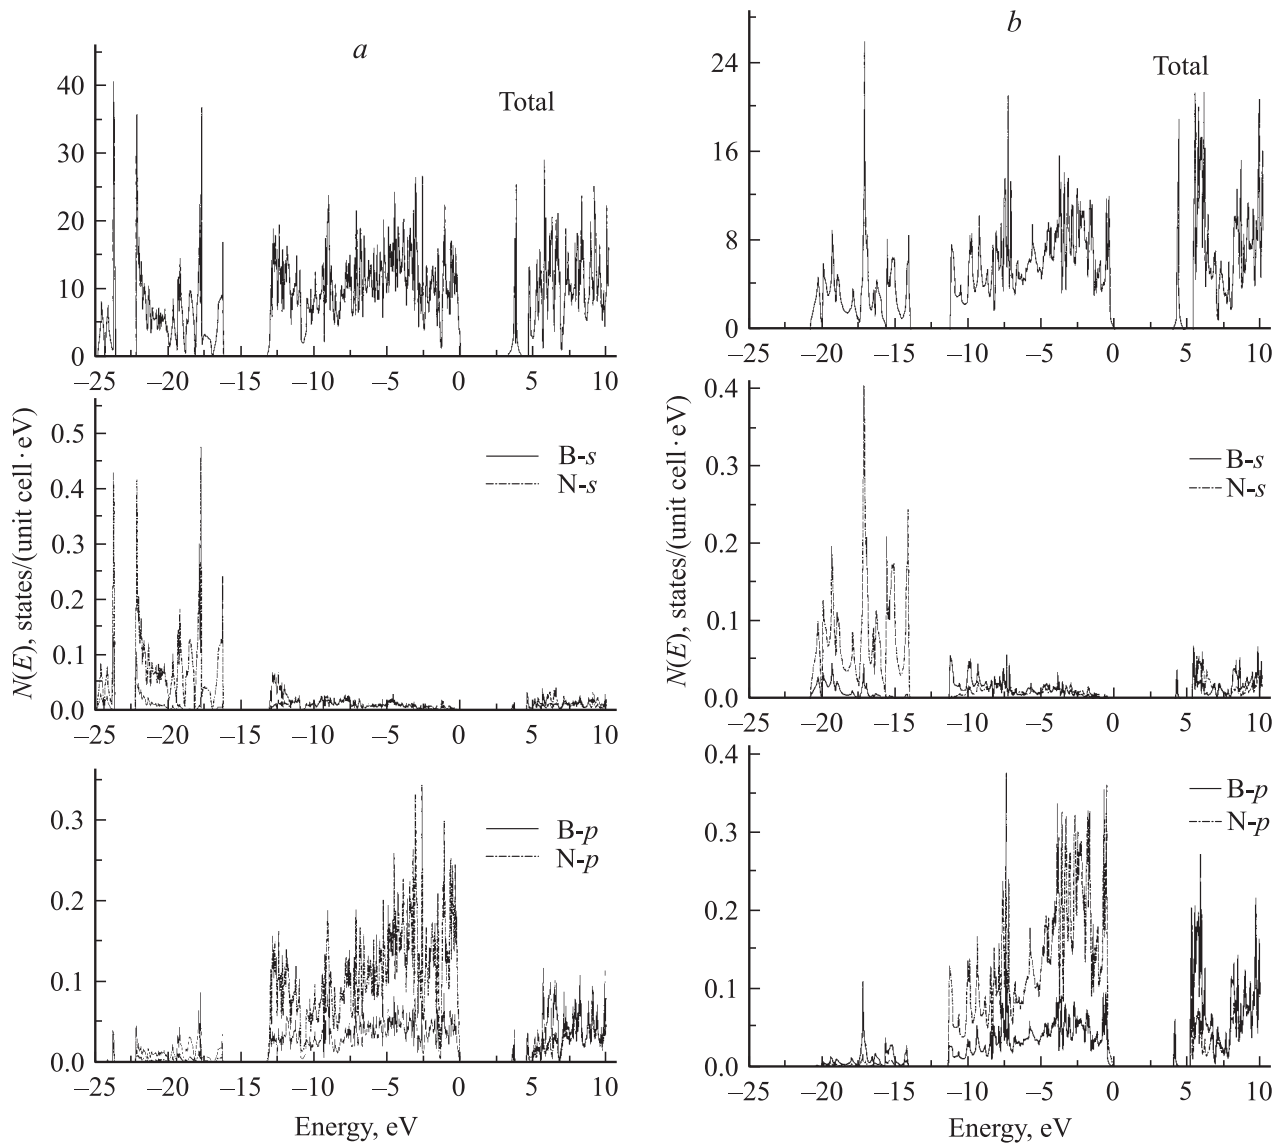 a
Total
40
30
20
10
0
–25 –20 –15 –10 –5 0 5 10
b
Total
24
16
8
0
–25 –20 –15 –10 –5 0 5 10
N(E), states/(unit cell · eV)
0.5
0.4
0.3
0.2
0.1
0.0
B-s
N-s
–25 –20 –15 –10 –5 0 5 10
N(E), states/(unit cell · eV)
0.4
0.3
0.2
0.1
0.0
B-s
N-s
–25 –20 –15 –10 –5 0 5 10
0.3
0.2
0.1
0.0
B-p
N-p
–25 –20 –15 –10 –5 0 5 10
Energy, eV
0.4
0.3
0.2
0.1
0.0
B-p
N-p
–25 –20 –15 –10 –5 0 5 10
Energy, eV